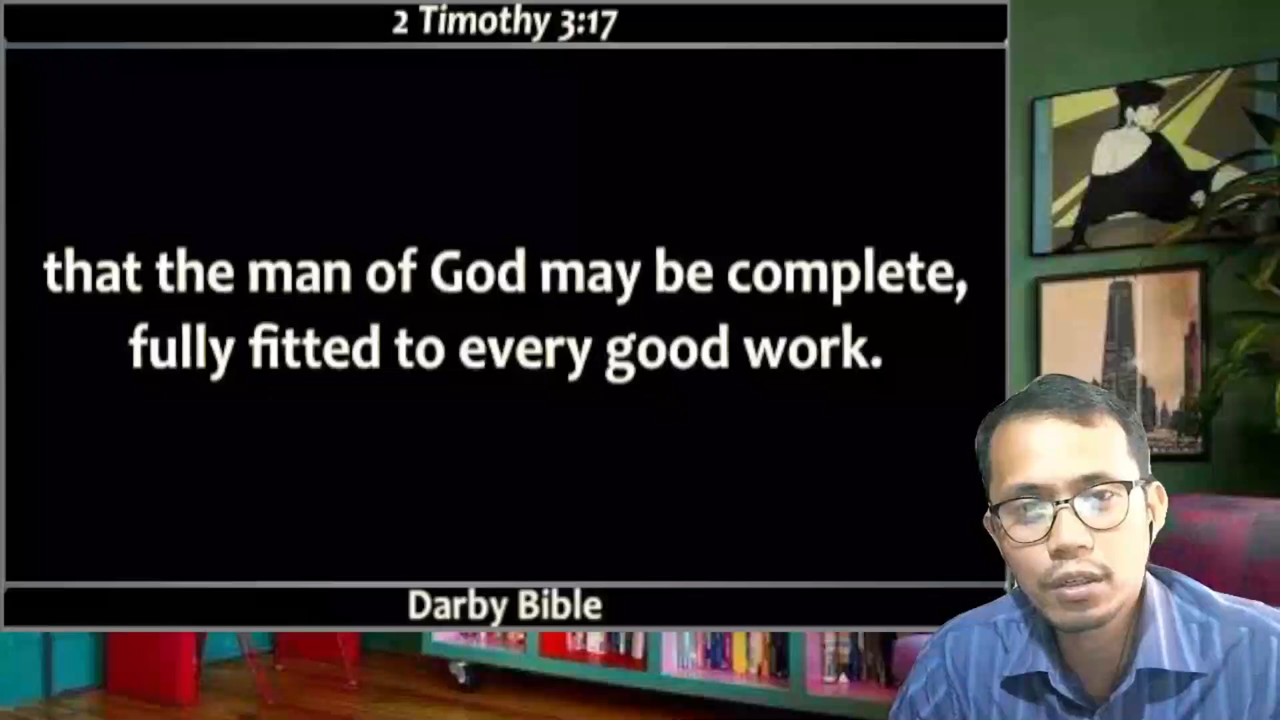 2 Timothy 3:17
that the man of God may be complete,
fully fitted to every good work.
Darby Bible